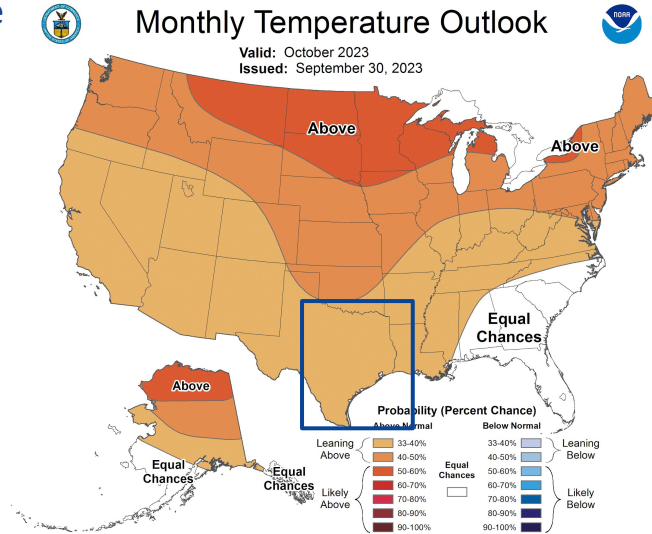 e
Monthly Temperature Outlook
NOAA
Valid: October 2023
Issued: September 30, 2023
Above
Above
Equal
Chances
Above
Equal
Chances
Equal
Chances
Probability (Percent Chance)
Above Normal
Below Normal
Leaning
Above
33-40%
40-50%
Likely
Above
50-60%
60-70%
70-80%
80-90%
90-100%
Equal
Chances
33-40%
40-50%
Leaning
Below
50-60%
60-70%
70-80%
80-90%
90-100%
Likely
Below